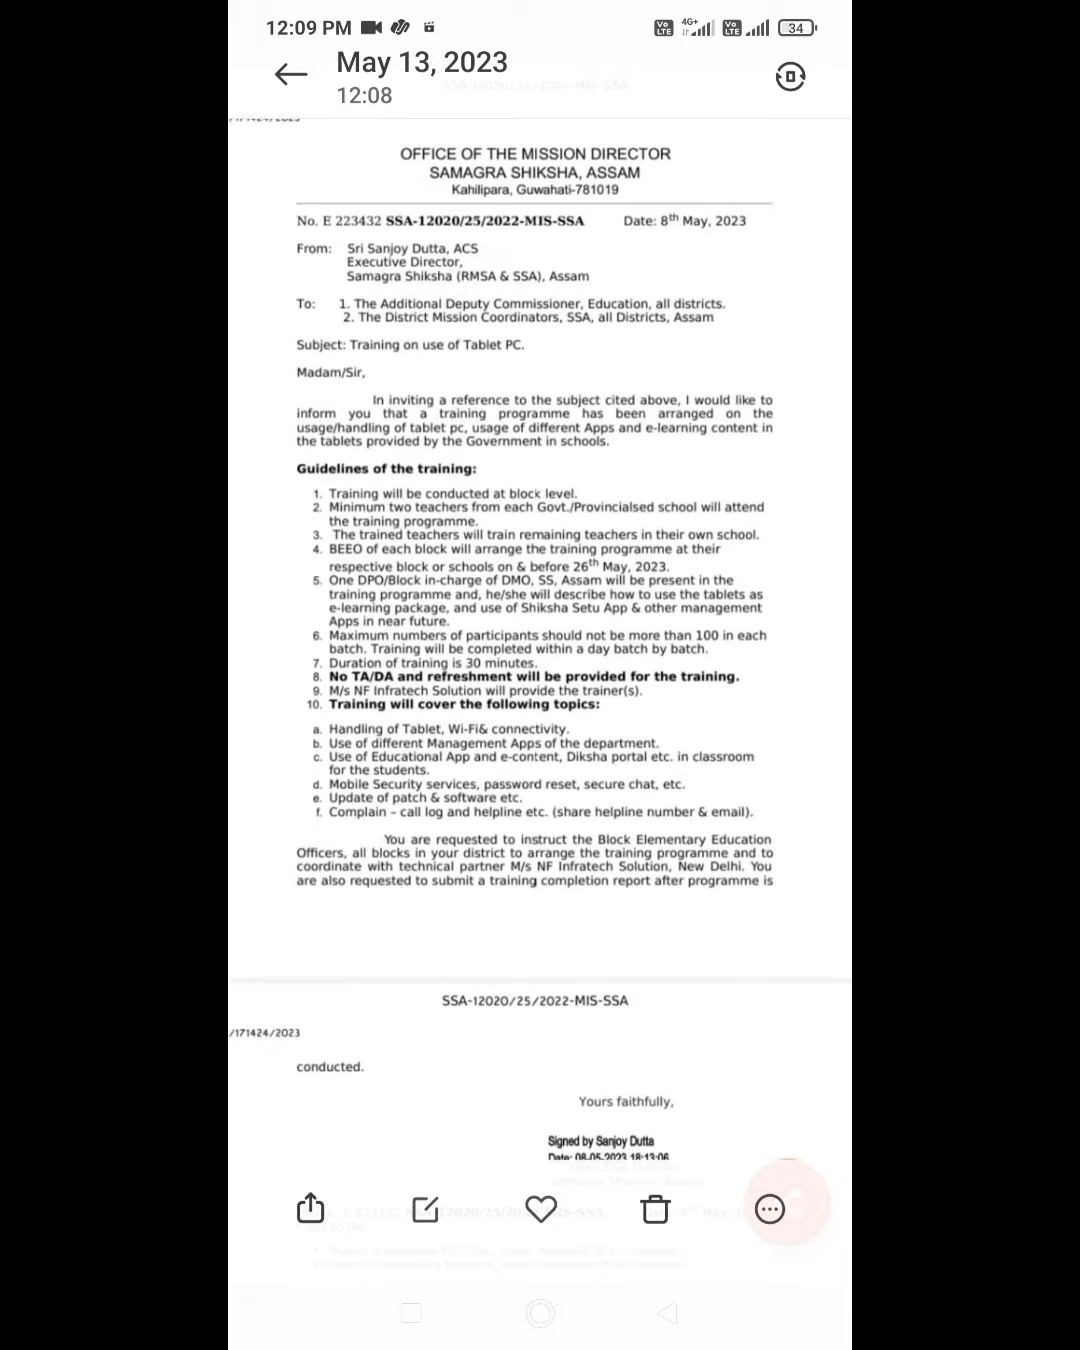 12:09 PM
4G+ 34
May 13, 2023
12:08
OFFICE OF THE MISSION DIRECTOR
SAMAGRA SHIKSHA, ASSAM
Kahilipara, Guwahati-781019
No. E 223432 SSA-12020/25/2022-MIS-SSA Date: 8th May, 2023
From: Sri Sanjoy Dutta, ACS
Executive Director,
Samagra Shiksha (RMSA & SSA), Assam
To: 1. The Additional Deputy Commissioner, Education, all districts.
2. The District Mission Coordinators, SSA, all Districts, Assam
Subject: Training on use of Tablet PC.
Madam/Sir,
In inviting a reference to the subject cited above, I would like to
inform you that a training programme has been arranged on the
usage/handling of tablet pc, usage of different Apps and e-learning content in
the tablets provided by the Government in schools.
Guidelines of the training:
1. Training will be conducted at block level.
2. Minimum two teachers from each Govt./Provincialsed school will attend
the training programme.
3. The trained teachers will train remaining teachers in their own school.
4. BEEO of each block will arrange the training programme at their
respective block or schools on & before 26th May, 2023.
5. One DPO/Block in-charge of DMO, SS, Assam will be present in the
training programme and, he/she will describe how to use the tablets as
e-learning package, and use of Shiksha Setu App & other management
Apps in near future.
6. Maximum numbers of participants should not be more than 100 in each
batch. Training will be completed within a day batch by batch.
7. Duration of training is 30 minutes.
8. No TA/DA and refreshment will be provided for the training.
9. M/s NF Infratech Solution will provide the trainer(s).
10. Training will cover the following topics:
a. Handling of Tablet, Wi-Fi& connectivity.
b. Use of different Management Apps of the department.
c. Use of Educational App and e-content, Diksha portal etc. in classroom
for the students.
d. Mobile Security services, password reset, secure chat, etc.
e. Update of patch & software etc.
f. Complain – call log and helpline etc. (share helpline number & email).
You are requested to instruct the Block Elementary Education
Officers, all blocks in your district to arrange the training programme and to
coordinate with technical partner M/s NF Infratech Solution, New Delhi. You
are also requested to submit a training completion report after programme is
SSA-12020/25/2022-MIS-SSA
/171424/2023
conducted.
Yours faithfully,
Signed by Sanjoy Dutta
Date: 08-05-2023 18:13:06